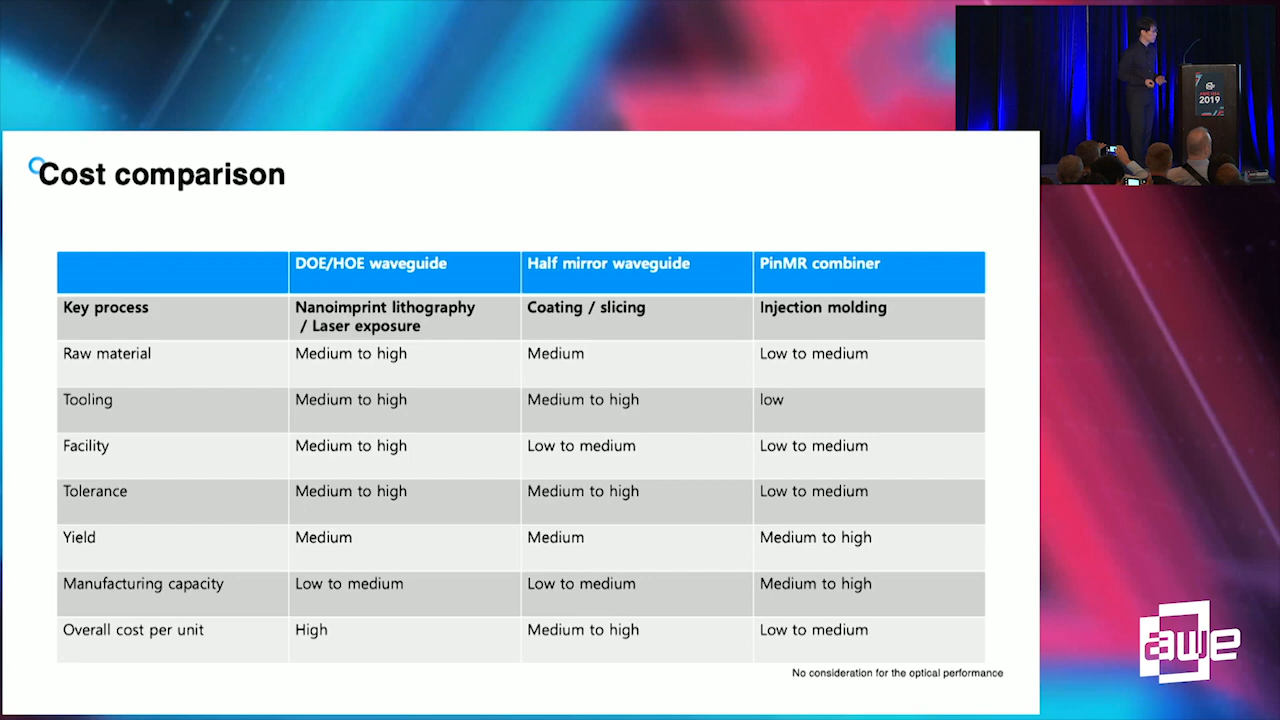 2019
Cost comparison
DOE/HOE waveguide Half mirror waveguide PinMR combiner
Key process Nanoimprint lithography / Laser exposure Coating / slicing Injection molding
Raw material Medium to high Medium Low to medium
Tooling Medium to high Medium to high low
Facility Medium to high Low to medium Low to medium
Tolerance Medium to high Medium to high Low to medium
Yield Medium Medium Medium to high
Manufacturing capacity Low to medium Low to medium Medium to high
Overall cost per unit High Medium to high Low to medium
No consideration for the optical performance
awe